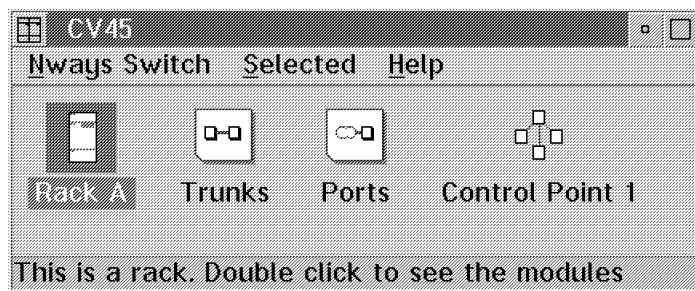 CV45
Nways Switch Selected Help
Rack A Trunks Ports Control Point 1
This is a rack. Double click to see the modules